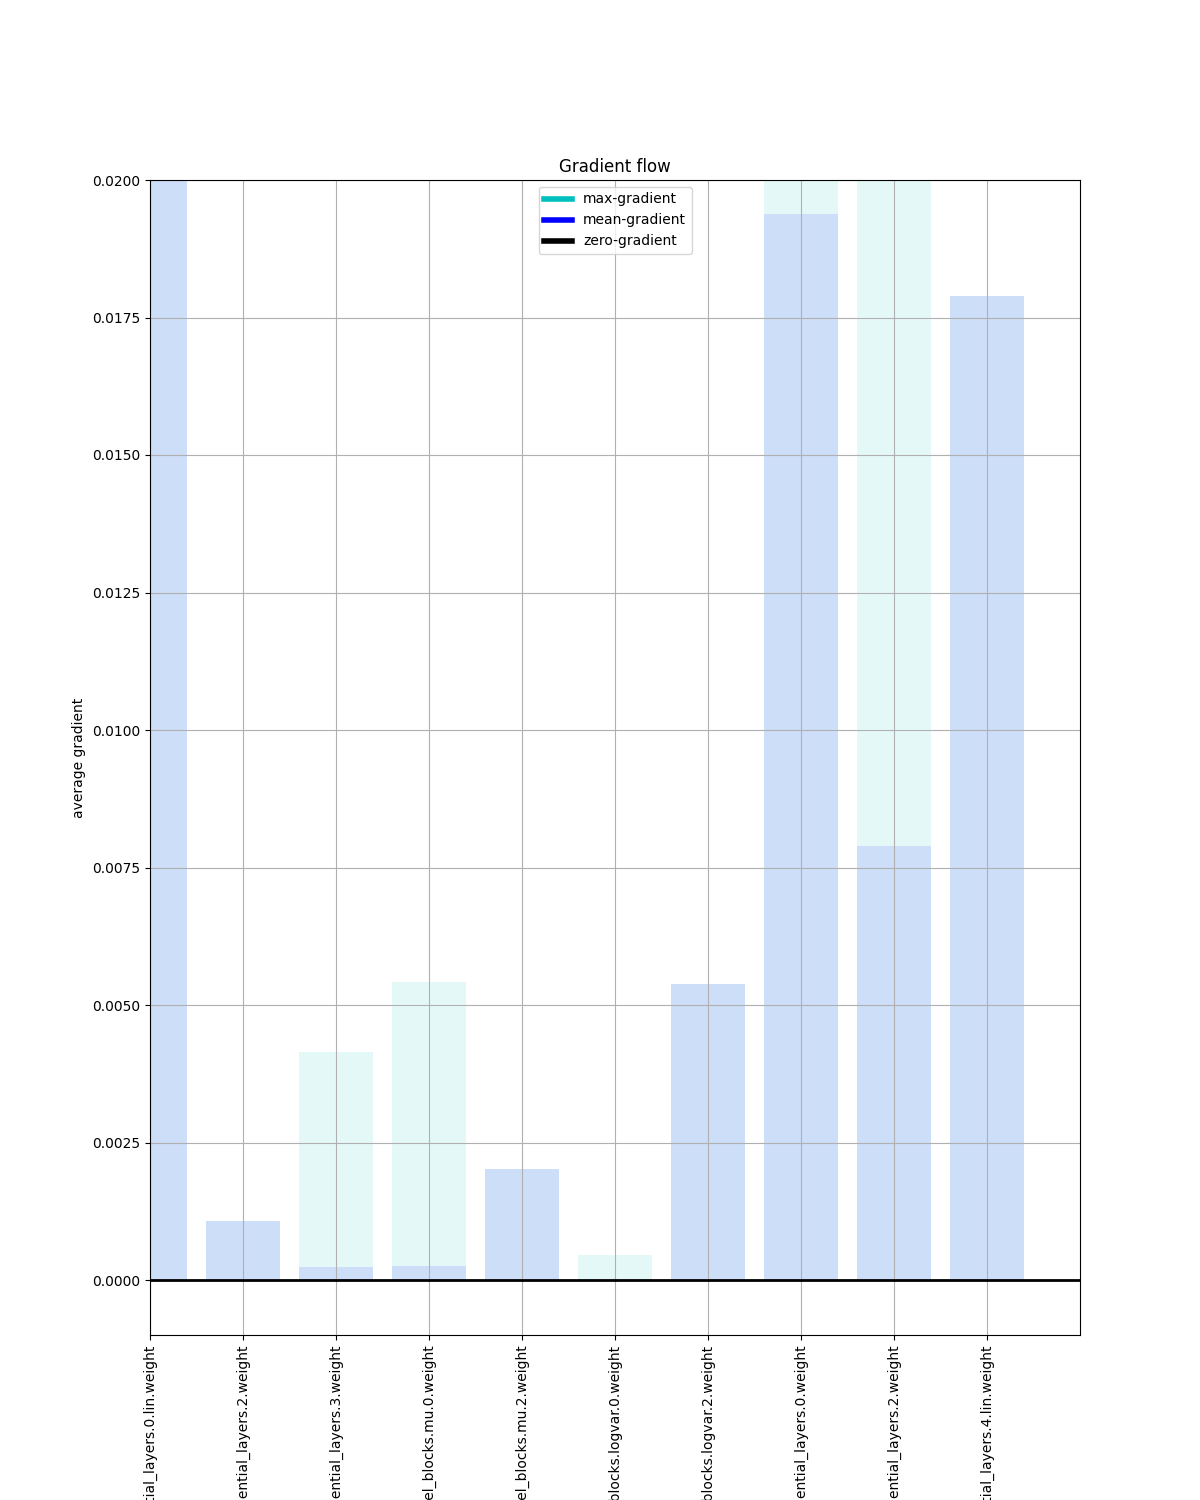 Gradient flow
max-gradient
mean-gradient
zero-gradient
average gradient
0.0200
0.0175
0.0150
0.0125
0.0100
0.0075
0.0050
0.0025
0.0000
tial_layers.0.lin.weight
ential_layers.2.weight
ential_layers.3.weight
el_blocks.mu.0.weight
el_blocks.mu.2.weight
blocks.logvar.0.weight
blocks.logvar.2.weight
ential_layers.0.weight
ential_layers.2.weight
tial_layers.4.lin.weight